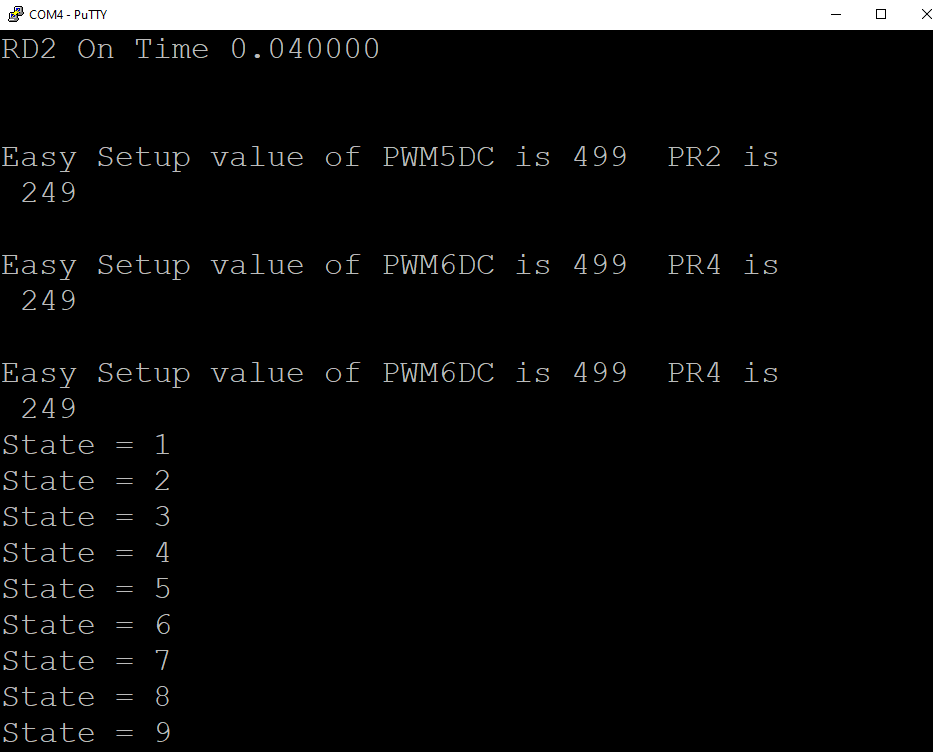 COM4 - PuTTY
RD2 On Time 0.040000
Easy Setup value of PWM5DC is 499  PR2 is
 249
Easy Setup value of PWM6DC is 499  PR4 is
 249
Easy Setup value of PWM6DC is 499  PR4 is
 249
State = 1
State = 2
State = 3
State = 4
State = 5
State = 6
State = 7
State = 8
State = 9